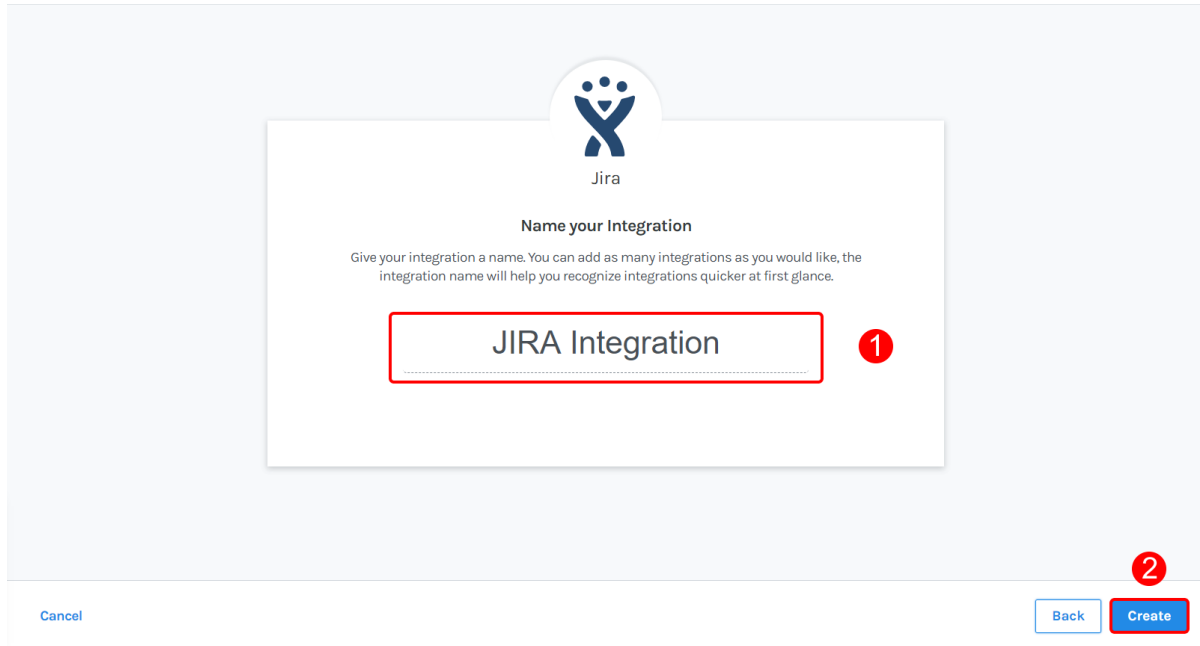 Jira
Name your Integration
Give your integration a name. You can add as many integrations as you would like, the
integration name will help you recognize integrations quicker at first glance.
JIRA Integration
1
2
Cancel
Back
Create